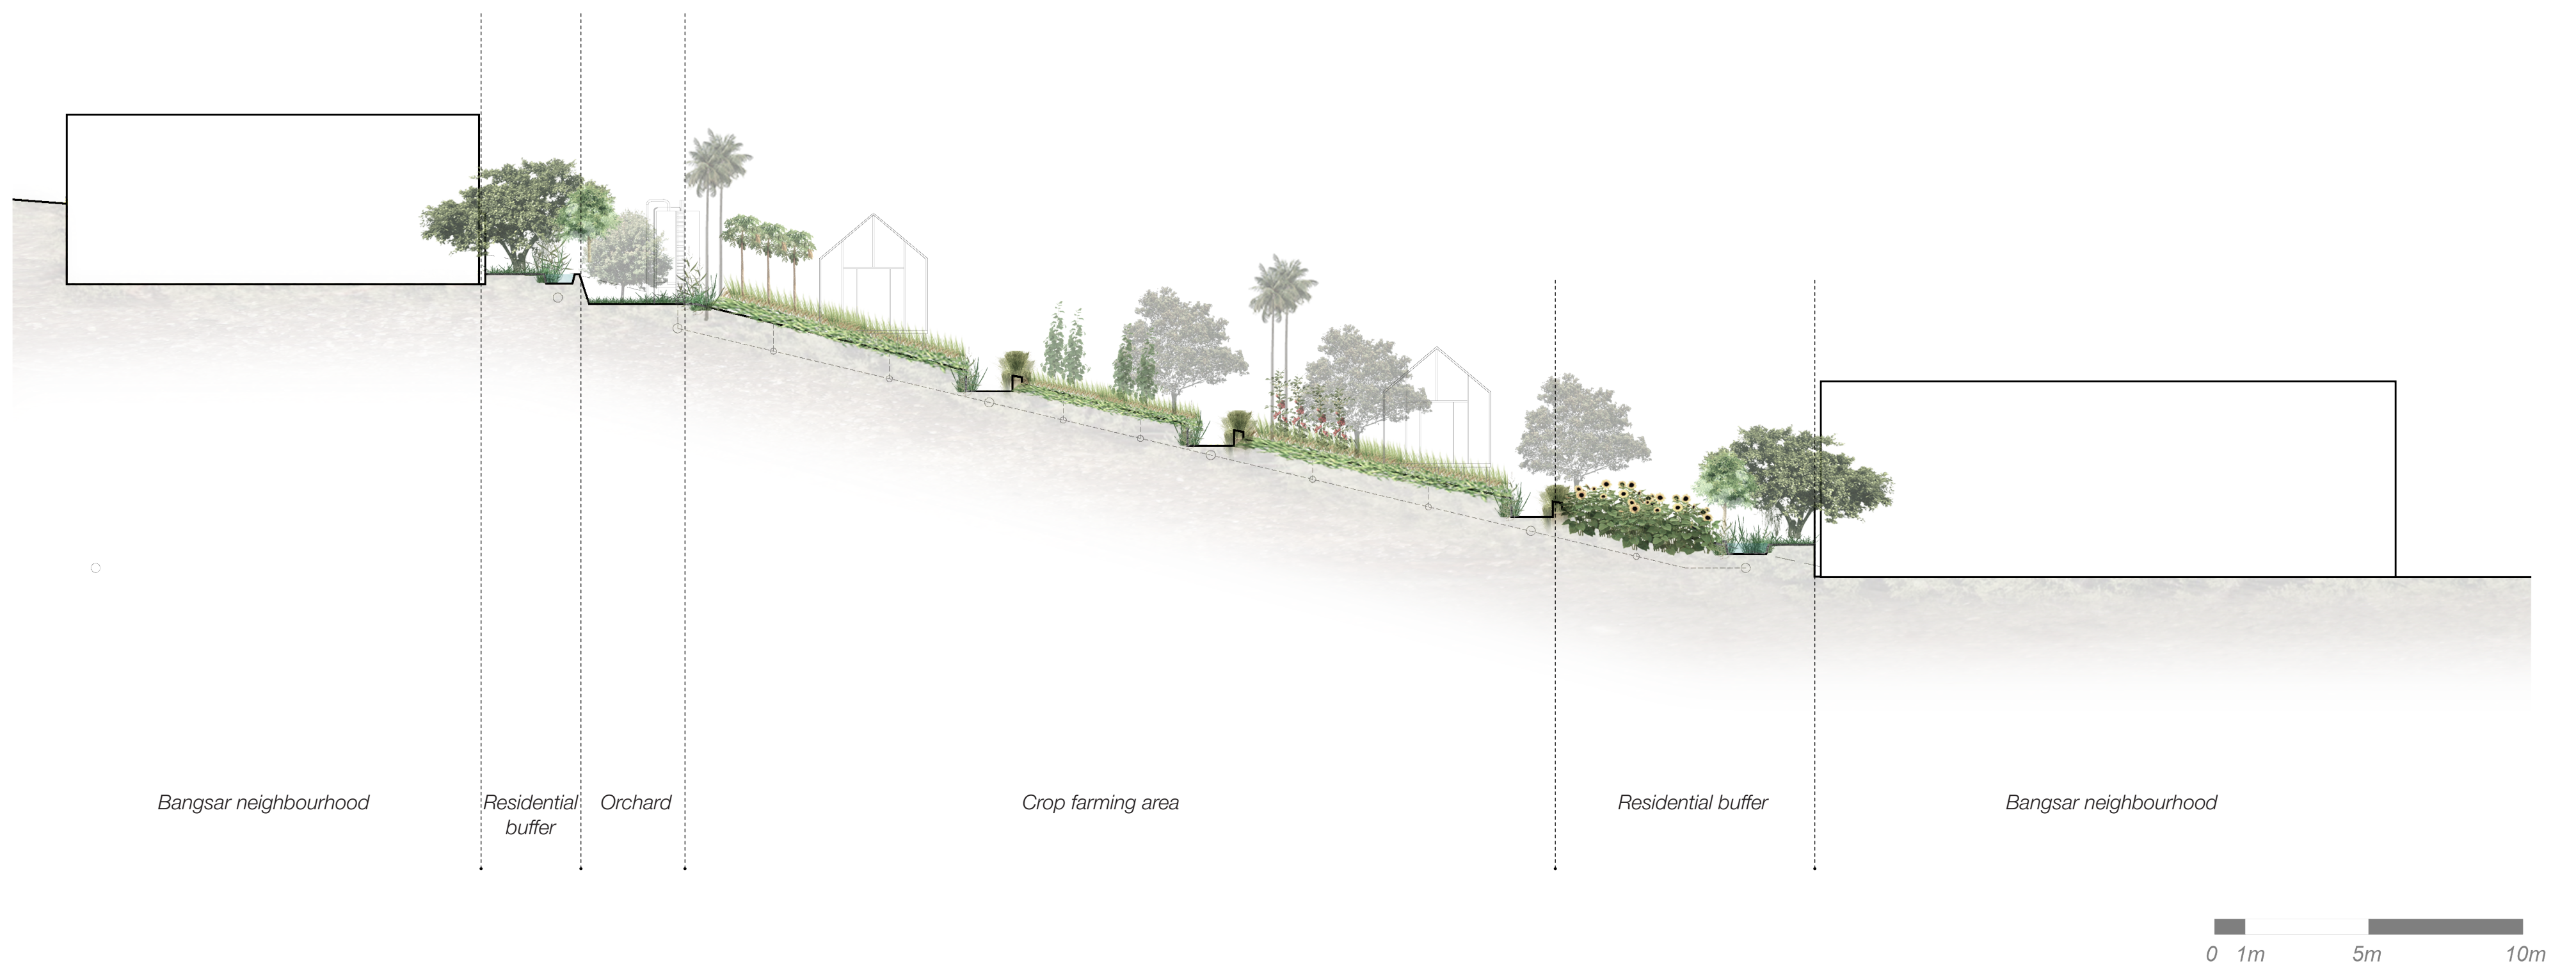 Bangsar neighbourhood
Residential
buffer
Orchard
Crop farming area
Residential buffer
Bangsar neighbourhood
0 1m 5m 10m